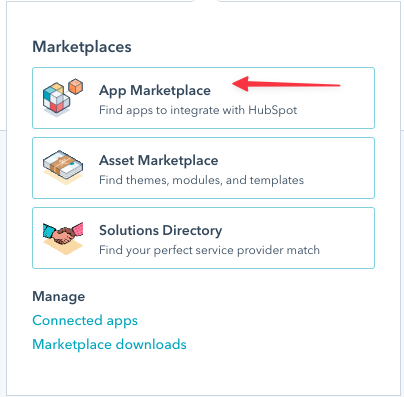 Marketplaces
App Marketplace
Find apps to integrate with HubSpot
Asset Marketplace
Find themes, modules, and templates
Solutions Directory
Find your perfect service provider match
Manage
Connected apps
Marketplace downloads